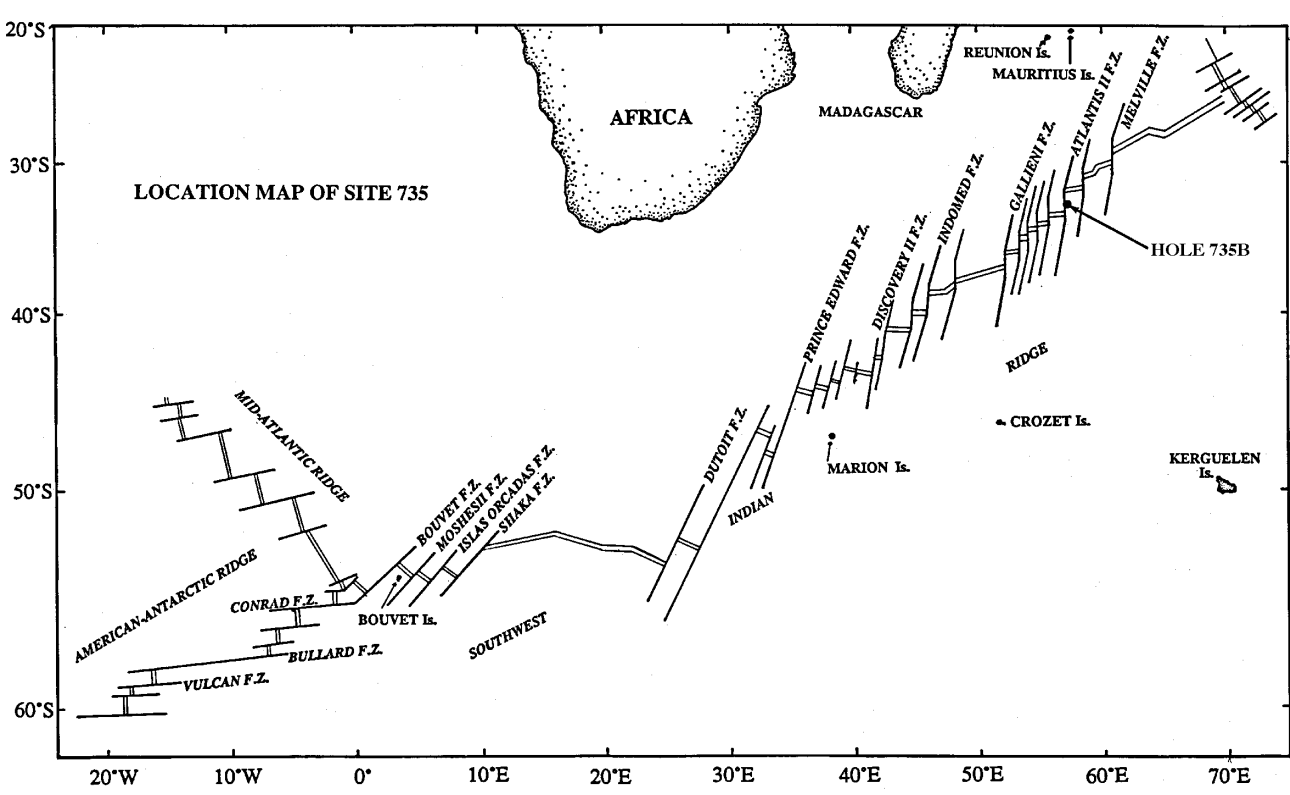 20°S
30°S
40°S
50°S
60°S
20°W
10°W
0°
10°E
20°E
30°E
40°E
50°E
60°E
70°E
LOCATION MAP OF SITE 735
AFRICA
MADAGASCAR
REUNION Is.
MAURITIUS Is.
MELVILLE F.Z.
ATLANTIS II F.Z.
GALLIENI F.Z.
INDOMED F.Z.
DISCOVERY II F.Z.
PRINCE EDWARD F.Z.
HOLE 735B
RIDGE
CROZET Is.
KERGUELEN
Is.
MARION Is.
DUTOIT F.Z.
INDIAN
SOUTHWEST
MID-ATLANTIC RIDGE
BOUVET F.Z.
MOSHESH F.Z.
ISLAS ORCADAS F.Z.
SHAKA F.Z.
AMERICAN-ANTARCTIC RIDGE
CONRAD F.Z.
BOUVET Is.
BULLARD F.Z.
VULCAN F.Z.